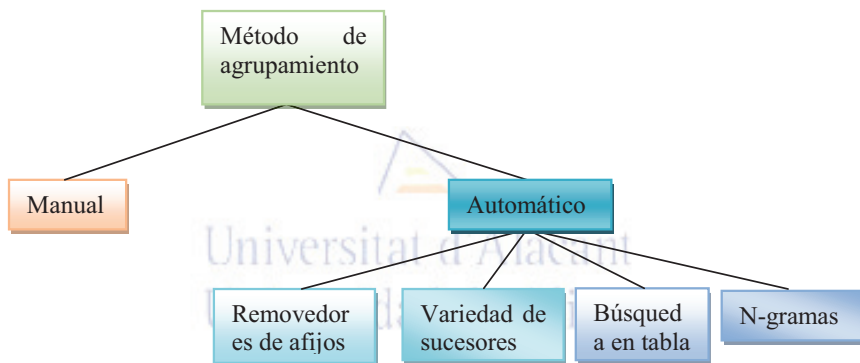 Método de
agrupamiento
Manual
Automático
Universitat d'Alacant
Removedor
es de afijos
Variedad de
sucesores
Búsqued
a en tabla
N-gramas